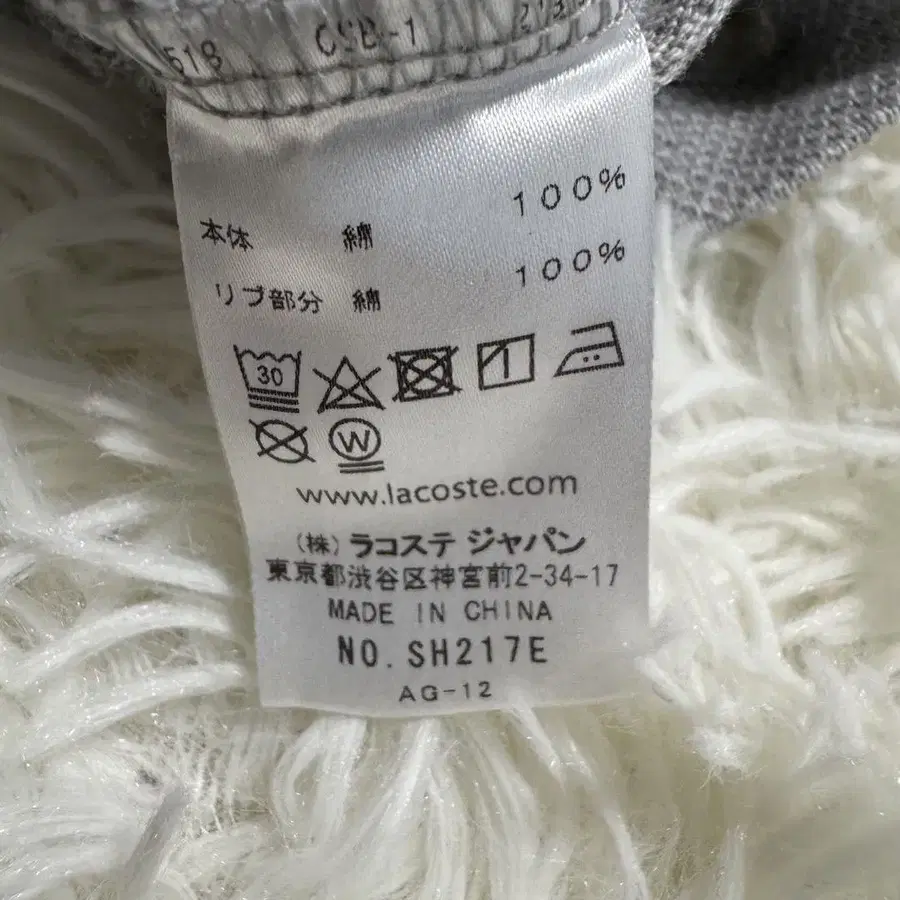 518
本体 綿 100%
リブ部分 綿 100%
30
W
www.lacoste.com
(株) ラコステ ジャパン
東京都渋谷区神宮前2-34-17
MADE IN CHINA
NO. SH217E
AG-12